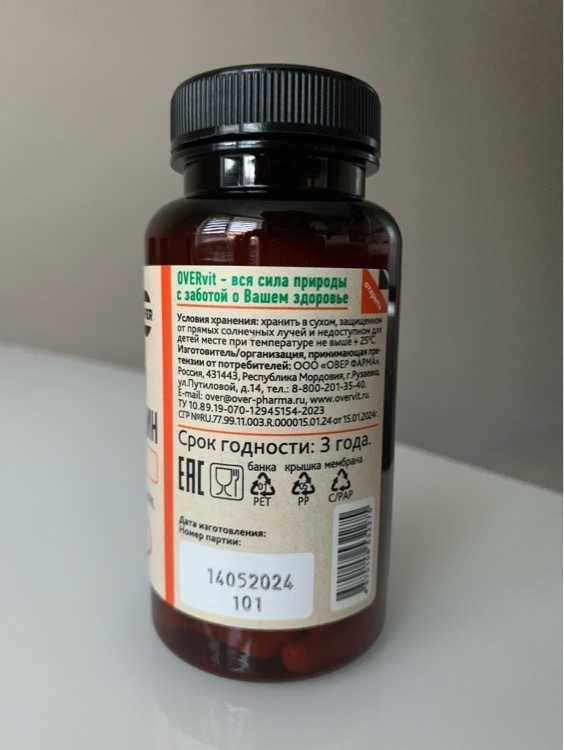 OVERvit - вся сила природы
с заботой о Вашем здоровье
открыть
Условия хранения: хранить в сухом, защищенном
от прямых солнечных лучей и недоступном для
детей месте при температуре не выше + 25°С.
Изготовитель/организация, принимающая пре-
тензии от потребителей: ООО «ОВЕР ФАРМА»,
Россия, 431443, Республика Мордовия, г.Рузаевка,
ул.Путиловой, д.14, тел.: 8-800-201-35-40.
E-mail: over@over-pharma.ru, www.overvit.ru.
ТУ 10.89.19-070-12945154-2023
СГР №RU.77.99.11.003.R.000015.01.24 от 15.01.2024г.
Срок годности: 3 года.
EAC
банка крышка мембрана
01 05
PET PP C/PAP
Дата изготовления:
Номер партии:
14052024
101